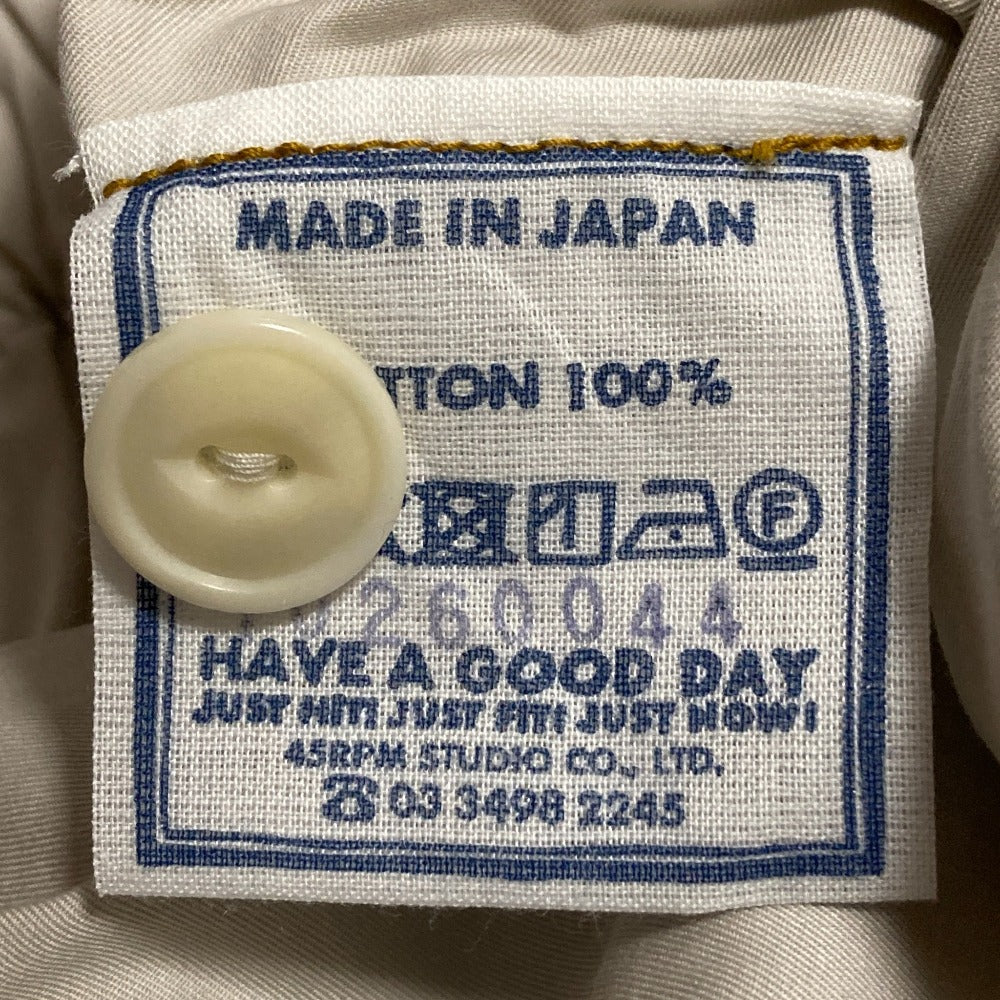 MADE IN JAPAN
TTON 100%
F
260044
HAVE A GOOD DAY
JUST HIT! JUST FIT! JUST NOW!
45RPM STUDIO CO., LTD.
☎ 03 3498 2245